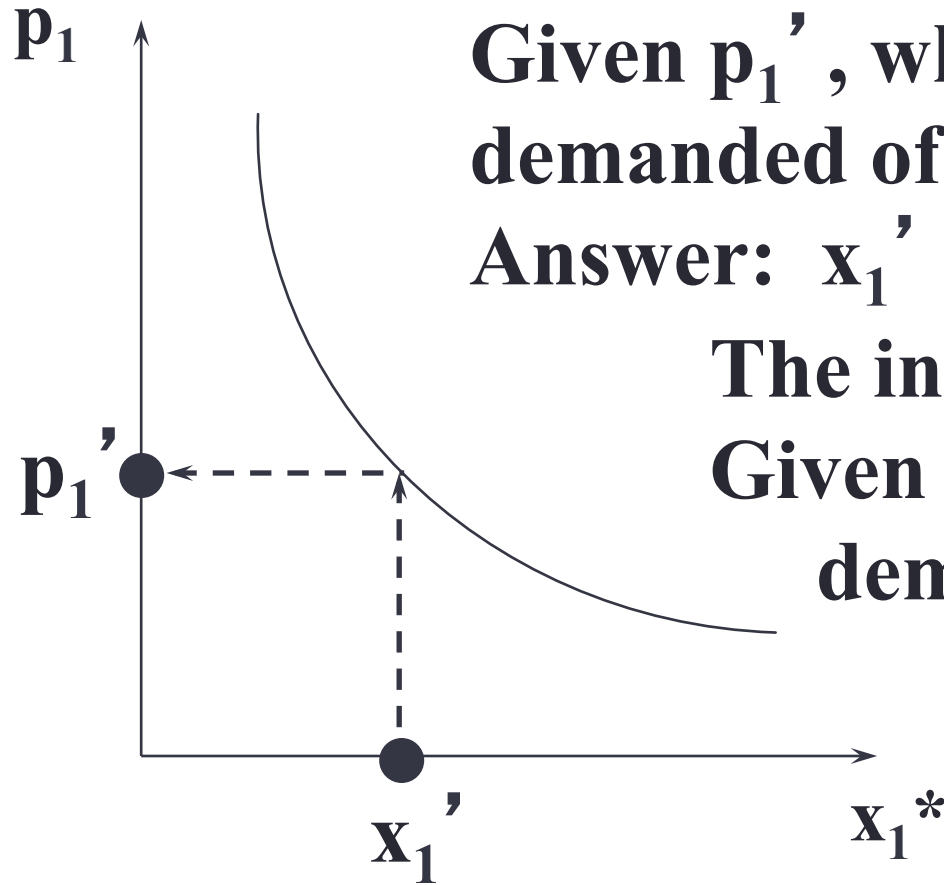 p₁
Given p₁’, wh
demanded of
Answer: x₁’
The in
Given
p₁’
dem
x₁’
x₁*